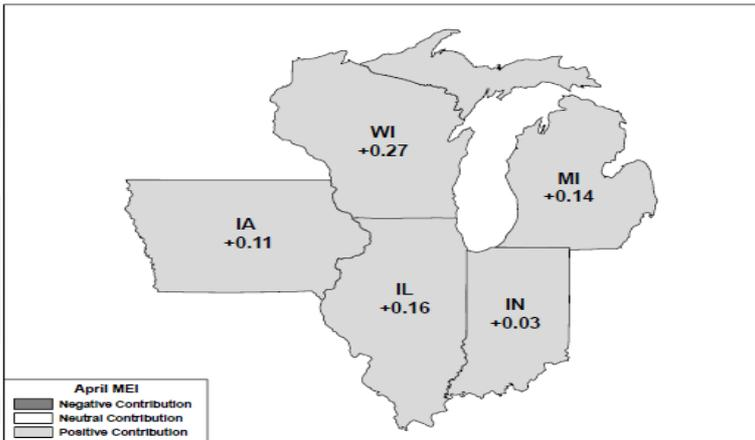 WI
+0.27
MI
+0.14
IA
+0.11
IL
+0.16
IN
+0.03
April MEI
Negative Contribution
Neutral Contribution
Positive Contribution